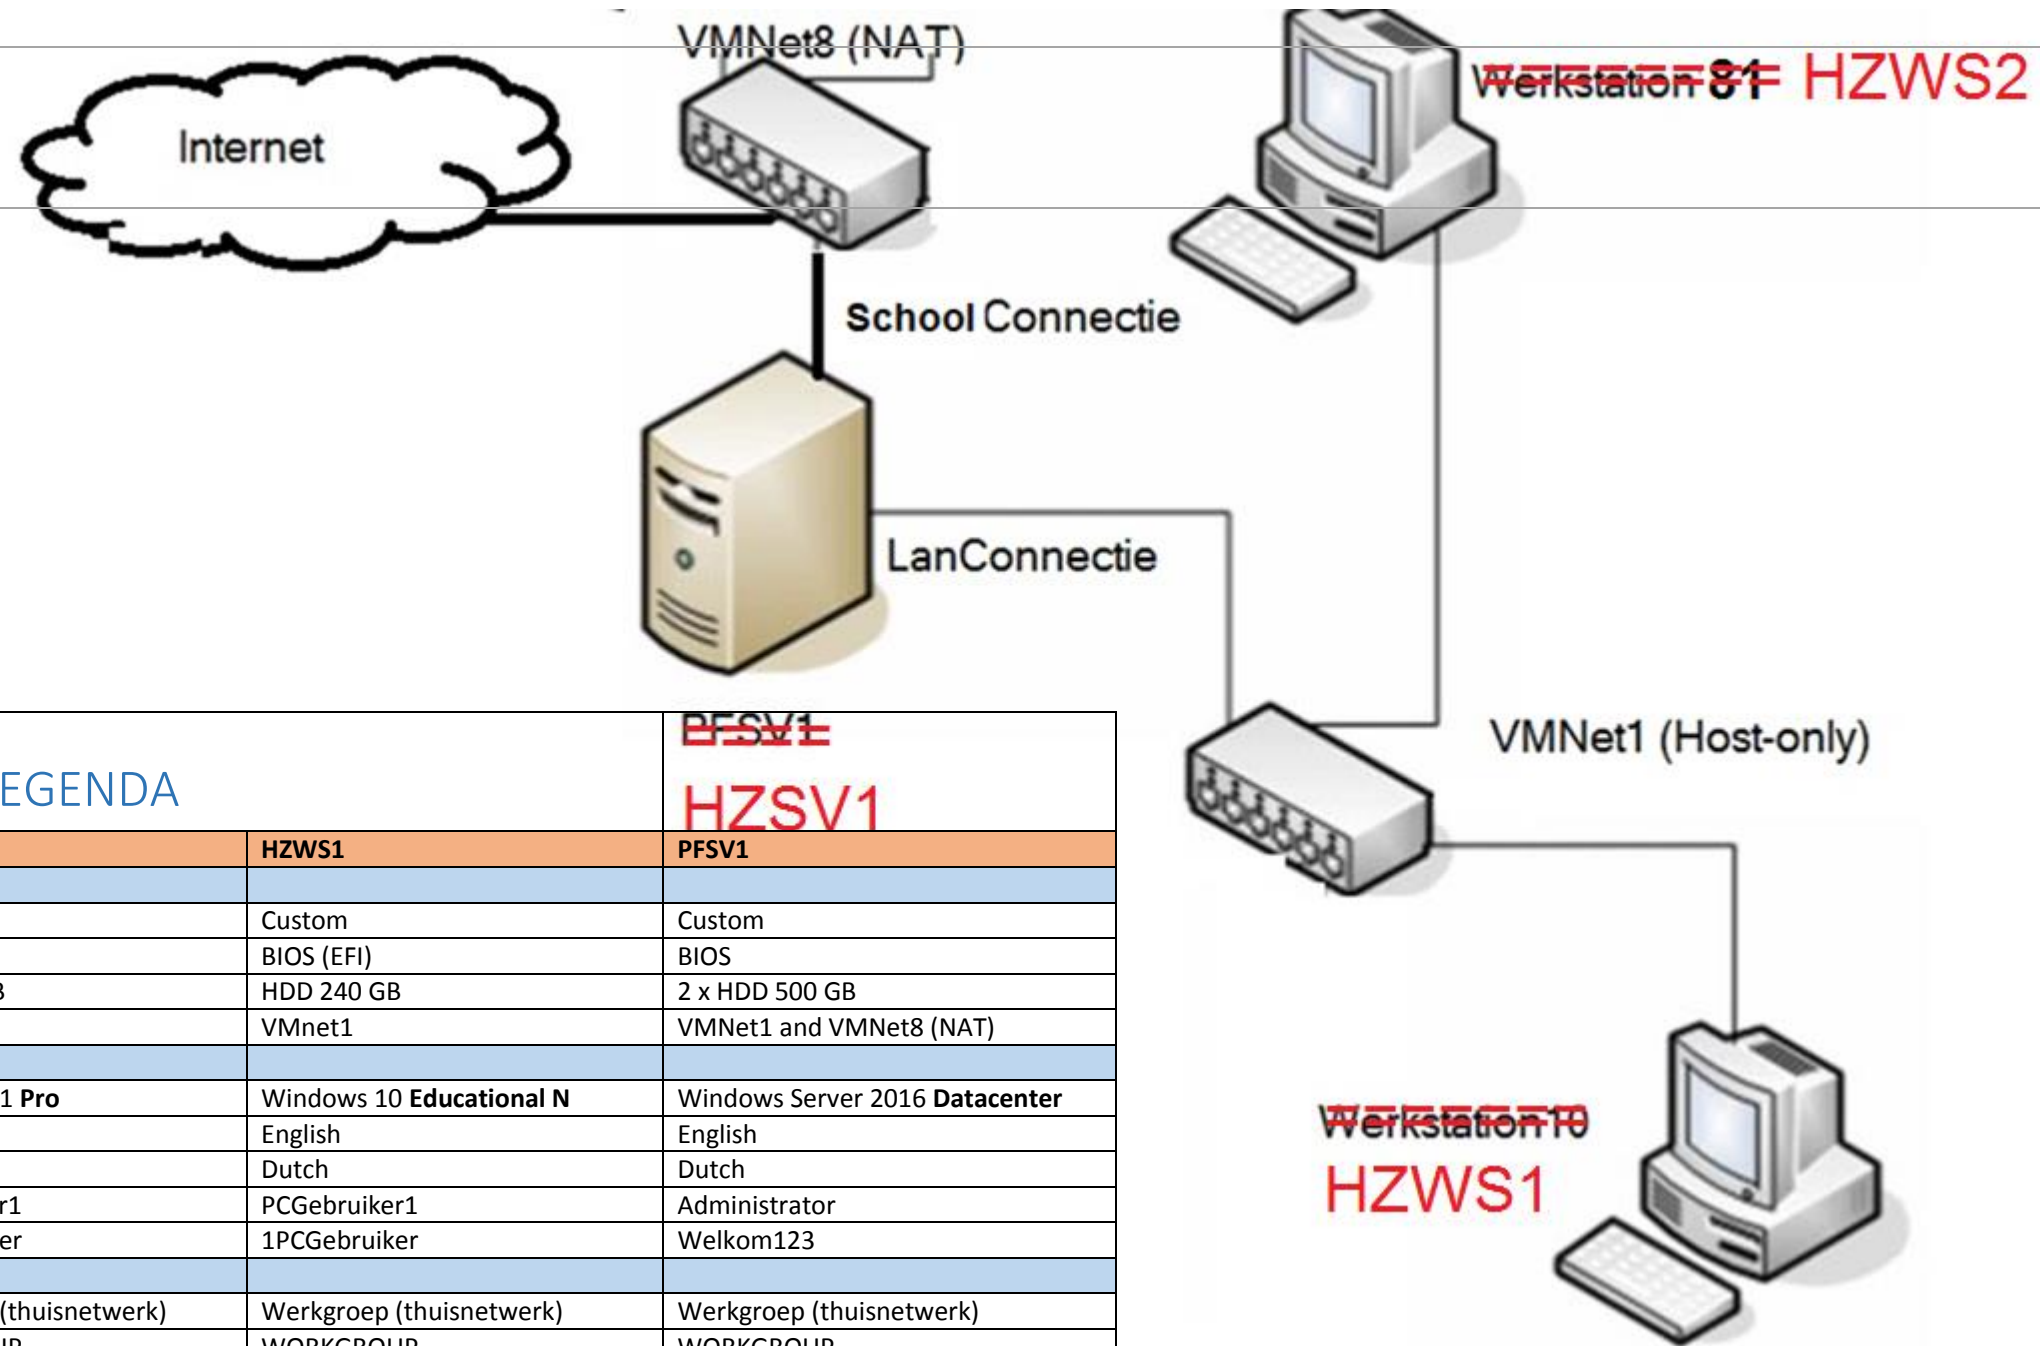 VMNet8 (NAT)
Werkstation 81 HZWS2
Internet
School Connectie
LanConnectie
PFSV1
HZSV1
VMNet1 (Host-only)
EGENDA
HZWS1 PFSV1
Custom Custom
BIOS (EFI) BIOS
HDD 240 GB 2 x HDD 500 GB
VMnet1 VMNet1 and VMNet8 (NAT)
1 Pro Windows 10 Educational N Windows Server 2016 Datacenter
English English
Dutch Dutch
r1 PCGebruiker1 Administrator
er 1PCGebruiker Welkom123
(thuisnetwerk) Werkgroep (thuisnetwerk) Werkgroep (thuisnetwerk)
WORKGROUP WORKGROUP
Werkstation10
HZWS1